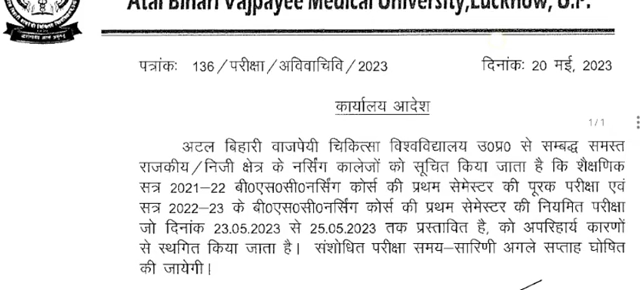 Atal Bihari Vajpayee Medical University, Lucknow, U.P.
पत्रांकः 136/परीक्षा/अविवाचिवि/2023 दिनांकः 20 मई, 2023
कार्यालय आदेश
1/1
अटल बिहारी वाजपेयी चिकित्सा विश्वविद्यालय उ0प्र0 से सम्बद्ध समस्त
राजकीय/निजी क्षेत्र के नर्सिंग कालेजों को सूचित किया जाता है कि शैक्षणिक
सत्र 2021-22 बी0एस0सी0नर्सिंग कोर्स की प्रथम सेमेस्टर की पूरक परीक्षा एवं
सत्र 2022-23 के बी0एस0सी0नर्सिंग कोर्स की प्रथम सेमेस्टर की नियमित परीक्षा
जो दिनांक 23.05.2023 से 25.05.2023 तक प्रस्तावित है, को अपरिहार्य कारणों
से स्थगित किया जाता है। संशोधित परीक्षा समय-सारिणी अगले सप्ताह घोषित
की जायेगी।